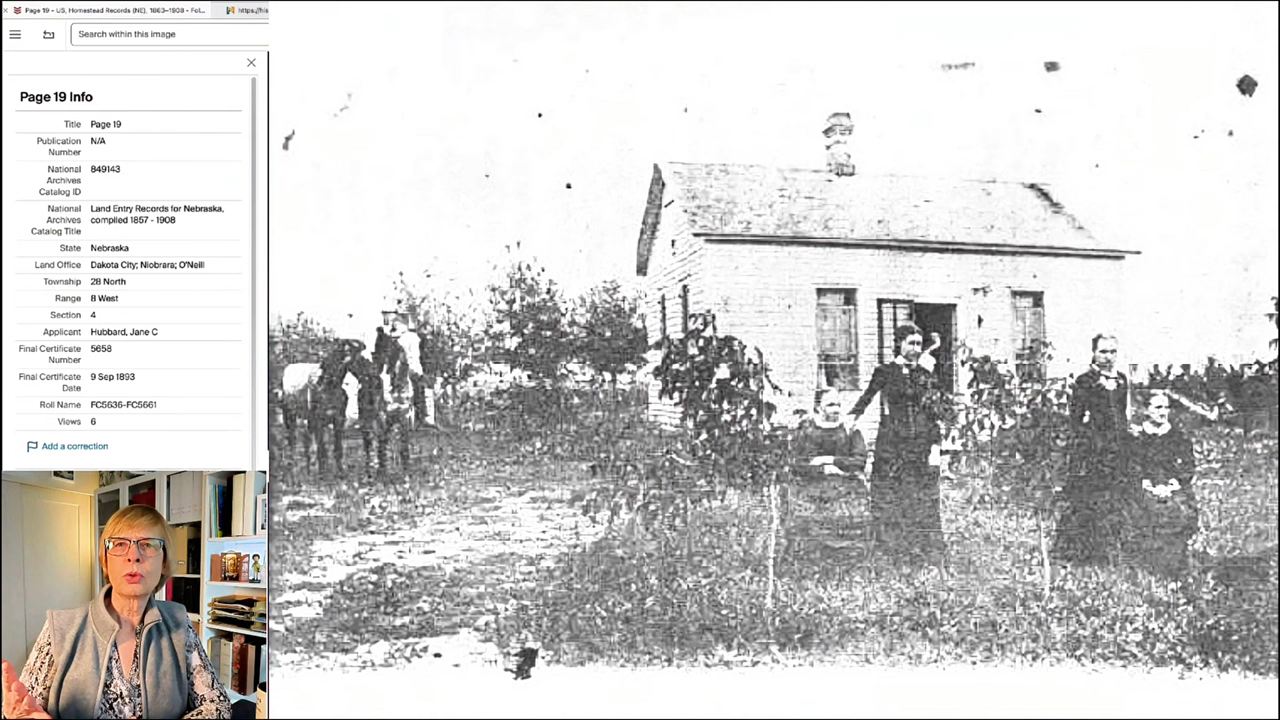 Page 19 - US, Homestead Records (NE), 1863-1908 - Fol...
https://his
Search within this image
Page 19 Info
Title Page 19
Publication Number N/A
National Archives Catalog ID 849143
National Archives Catalog Title Land Entry Records for Nebraska, compiled 1857 - 1908
State Nebraska
Land Office Dakota City; Niobrara; O'Neill
Township 28 North
Range 8 West
Section 4
Applicant Hubbard, Jane C
Final Certificate Number 5658
Final Certificate Date 9 Sep 1893
Roll Name FC5636-FC5661
Views 6
Add a correction